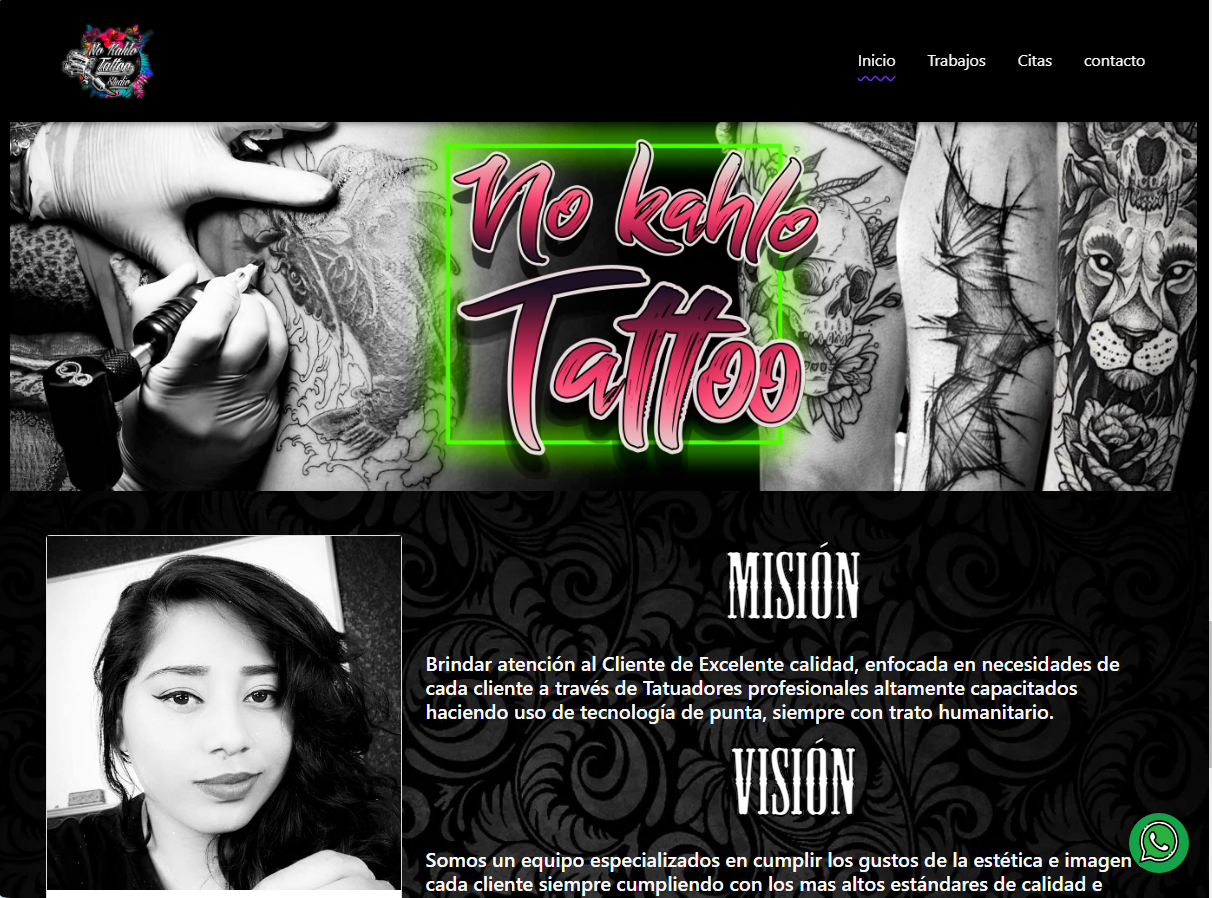 No Kahlo
Tattoo
Studio
Inicio
Trabajos
Citas
contacto
No kahlo
Tattoo
MISIÓN
Brindar atención al Cliente de Excelente calidad, enfocada en necesidades de
cada cliente a través de Tatuadores profesionales altamente capacitados
haciendo uso de tecnología de punta, siempre con trato humanitario.
VISIÓN
Somos un equipo especializados en cumplir los gustos de la estética e imagen
cada cliente siempre cumpliendo con los mas altos estándares de calidad e